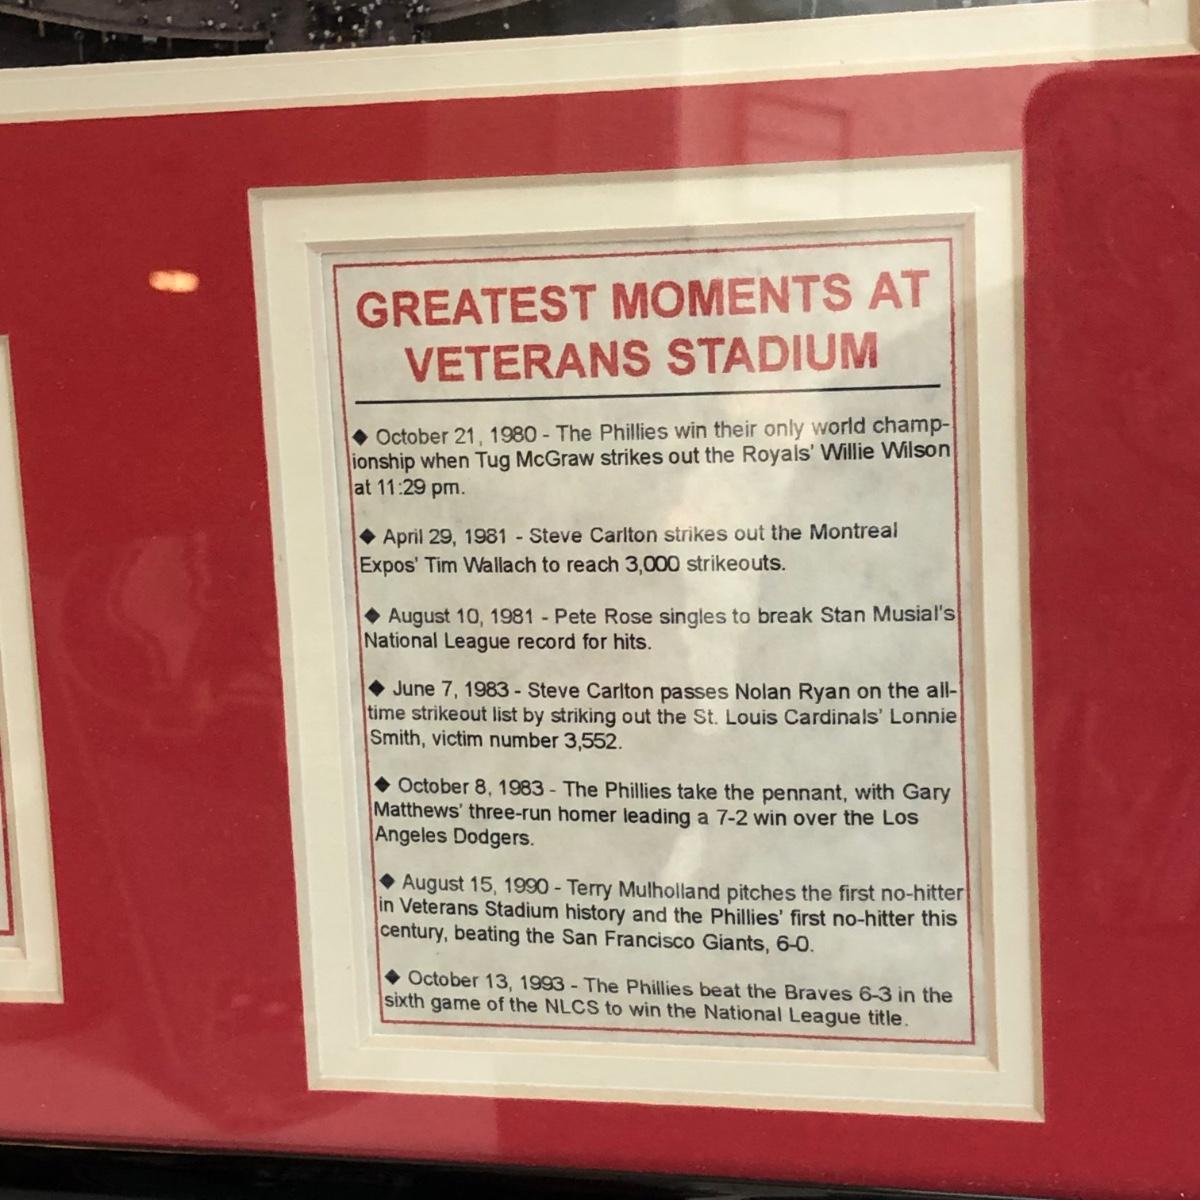 GREATEST MOMENTS AT
VETERANS STADIUM
◆ October 21, 1980 - The Phillies win their only world champ-
ionship when Tug McGraw strikes out the Royals' Willie Wilson
at 11:29 pm.
◆ April 29, 1981 - Steve Carlton strikes out the Montreal
Expos' Tim Wallach to reach 3,000 strikeouts.
◆ August 10, 1981 - Pete Rose singles to break Stan Musial's
National League record for hits.
◆ June 7, 1983 - Steve Carlton passes Nolan Ryan on the all-
time strikeout list by striking out the St. Louis Cardinals' Lonnie
Smith, victim number 3,552.
◆ October 8, 1983 - The Phillies take the pennant, with Gary
Matthews' three-run homer leading a 7-2 win over the Los
Angeles Dodgers.
◆ August 15, 1990 - Terry Mulholland pitches the first no-hitter
in Veterans Stadium history and the Phillies' first no-hitter this
century, beating the San Francisco Giants, 6-0.
◆ October 13, 1993 - The Phillies beat the Braves 6-3 in the
sixth game of the NLCS to win the National League title.